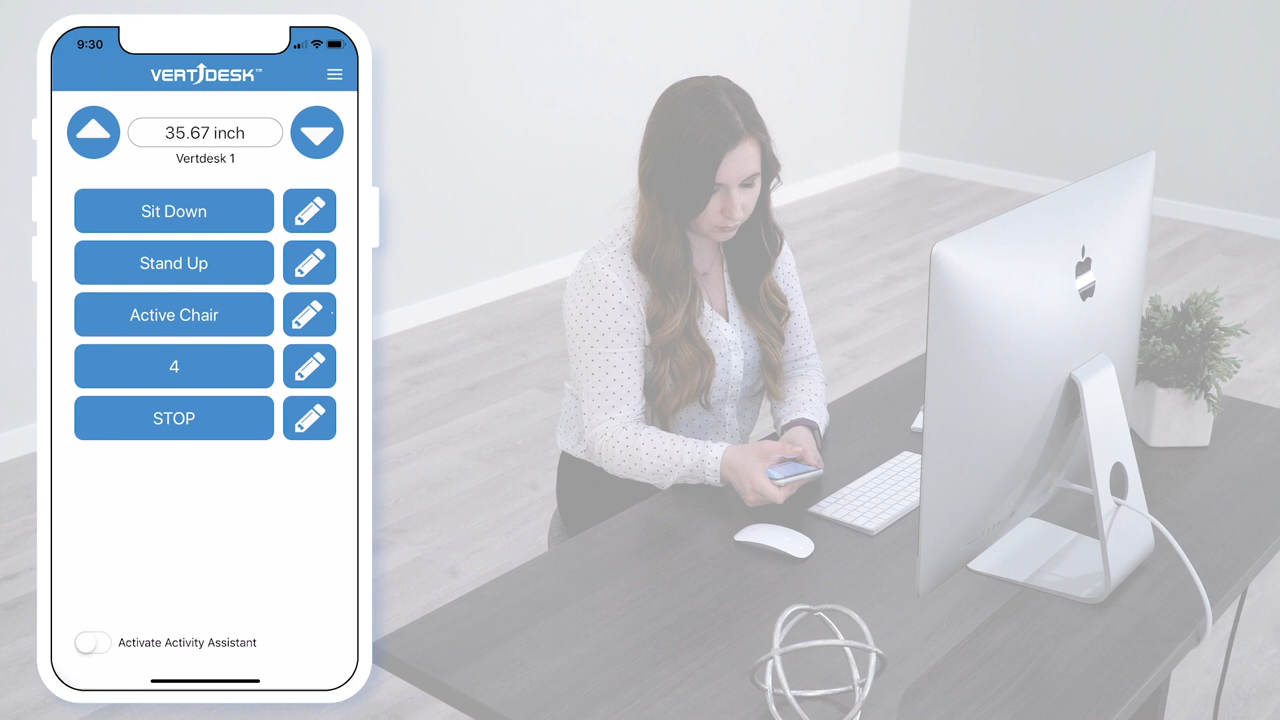 9:30
VERTDESK™
35.67 inch
Vertdesk 1
Sit Down
Stand Up
Active Chair
4
STOP
Activate Activity Assistant